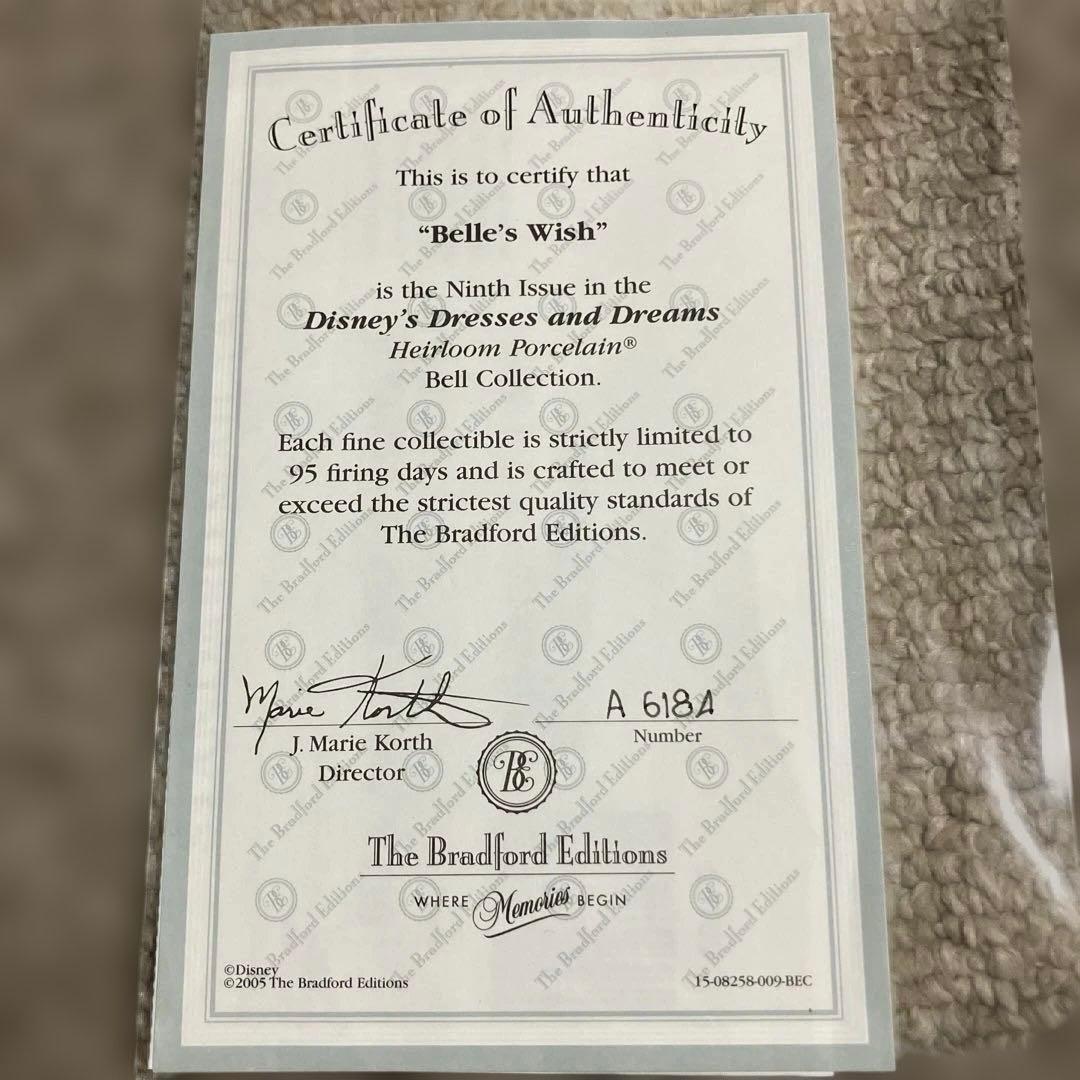 Certificate of Authenticity
This is to certify that
“Belle’s Wish”
is the Ninth Issue in the
Disney’s Dresses and Dreams
Heirloom Porcelain®
Bell Collection.
Each fine collectible is strictly limited to
95 firing days and is crafted to meet or
exceed the strictest quality standards of
The Bradford Editions.
Marie Korth
A 6184
J. Marie Korth
Number
Director
BE
The Bradford Editions
WHERE Memories BEGIN
©Disney
©2005 The Bradford Editions
15-08258-009-BEC